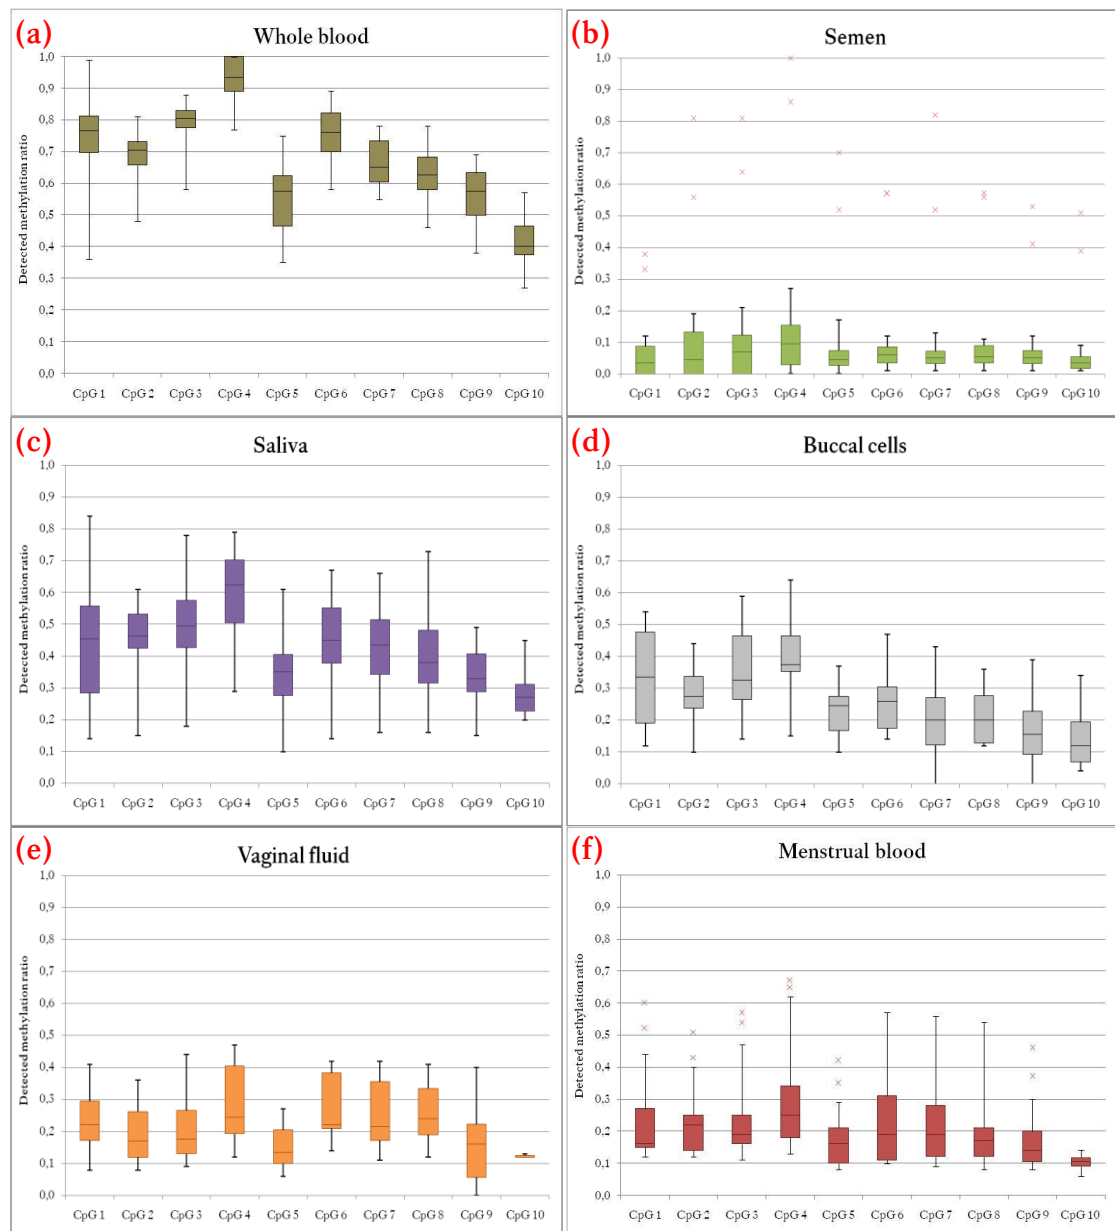 (a)
Whole blood
Detected methylation ratio
1,0
0,9
0,8
0,7
0,6
0,5
0,4
0,3
0,2
0,1
0,0
CpG 1 CpG 2 CpG 3 CpG 4 CpG 5 CpG 6 CpG 7 CpG 8 CpG 9 CpG 10
(b)
Semen
Detected methylation ratio
1,0
0,9
0,8
0,7
0,6
0,5
0,4
0,3
0,2
0,1
0,0
CpG 1 CpG 2 CpG 3 CpG 4 CpG 5 CpG 6 CpG 7 CpG 8 CpG 9 CpG 10
(c)
Saliva
Detected methylation ratio
1,0
0,9
0,8
0,7
0,6
0,5
0,4
0,3
0,2
0,1
0,0
CpG 1 CpG 2 CpG 3 CpG 4 CpG 5 CpG 6 CpG 7 CpG 8 CpG 9 CpG 10
(d)
Buccal cells
Detected methylation ratio
1,0
0,9
0,8
0,7
0,6
0,5
0,4
0,3
0,2
0,1
0,0
CpG 1 CpG 2 CpG 3 CpG 4 CpG 5 CpG 6 CpG 7 CpG 8 CpG 9 CpG 10
(e)
Vaginal fluid
Detected methylation ratio
1,0
0,9
0,8
0,7
0,6
0,5
0,4
0,3
0,2
0,1
0,0
CpG 1 CpG 2 CpG 3 CpG 4 CpG 5 CpG 6 CpG 7 CpG 8 CpG 9 CpG 10
(f)
Menstrual blood
Detected methylation ratio
1,0
0,9
0,8
0,7
0,6
0,5
0,4
0,3
0,2
0,1
0,0
CpG 1 CpG 2 CpG 3 CpG 4 CpG 5 CpG 6 CpG 7 CpG 8 CpG 9 CpG 10